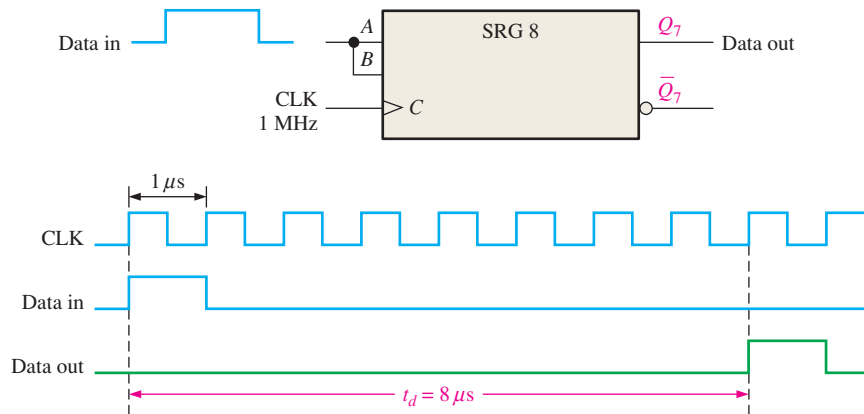 Data in
A
B
CLK
1 MHz
C
SRG 8
Q₇
Q̅₇
Data out
1 μs
CLK
Data in
Data out
t_d = 8 μs